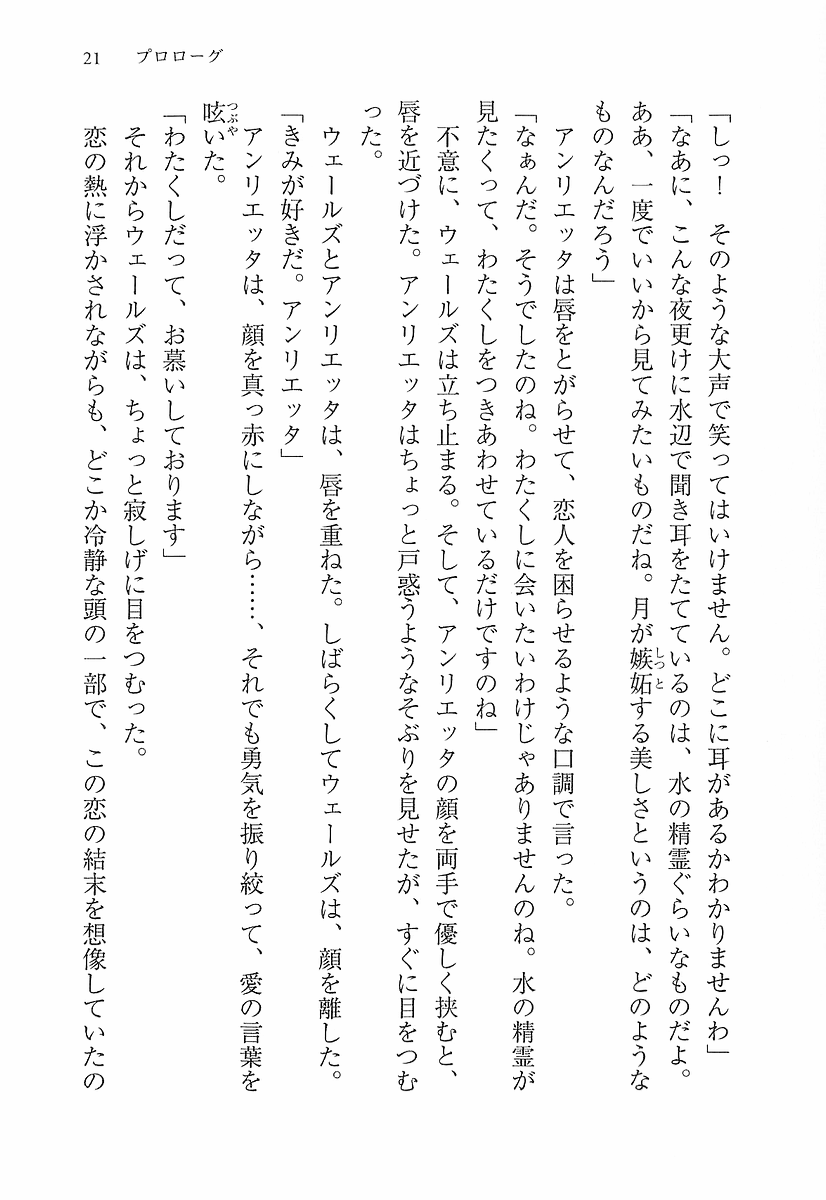 21　プロローグ
「しっ！　そのような大声で笑ってはいけません。どこに耳があるかわかりませんわ」
「なあに、こんな夜更けに水辺で聞き耳をたてているのは、水の精霊ぐらいなものだよ。
ああ、一度でいいから見てみたいものだね。月が嫉妬する美しさというのは、どのような
ものなんだろう」
　アンリエッタは唇をとがらせて、恋人を困らせるような口調で言った。
「なぁんだ。そうでしたのね。わたくしに会いたいわけじゃありませんのね。水の精霊が
見たくって、わたくしをつきあわせているだけですのね」
　不意に、ウェールズは立ち止まる。そして、アンリエッタの顔を両手で優しく挟むと、
唇を近づけた。アンリエッタはちょっと戸惑うようなそぶりを見せたが、すぐに目をつむ
った。
　ウェールズとアンリエッタは、唇を重ねた。しばらくしてウェールズは、顔を離した。
「きみが好きだ。アンリエッタ」
　アンリエッタは、顔を真っ赤にしながら……、それでも勇気を振り絞って、愛の言葉を
呟いた。
「わたくしだって、お慕いしております」
　それからウェールズは、ちょっと寂しげに目をつむった。
　恋の熱に浮かされながらも、どこか冷静な頭の一部で、この恋の結末を想像していたの